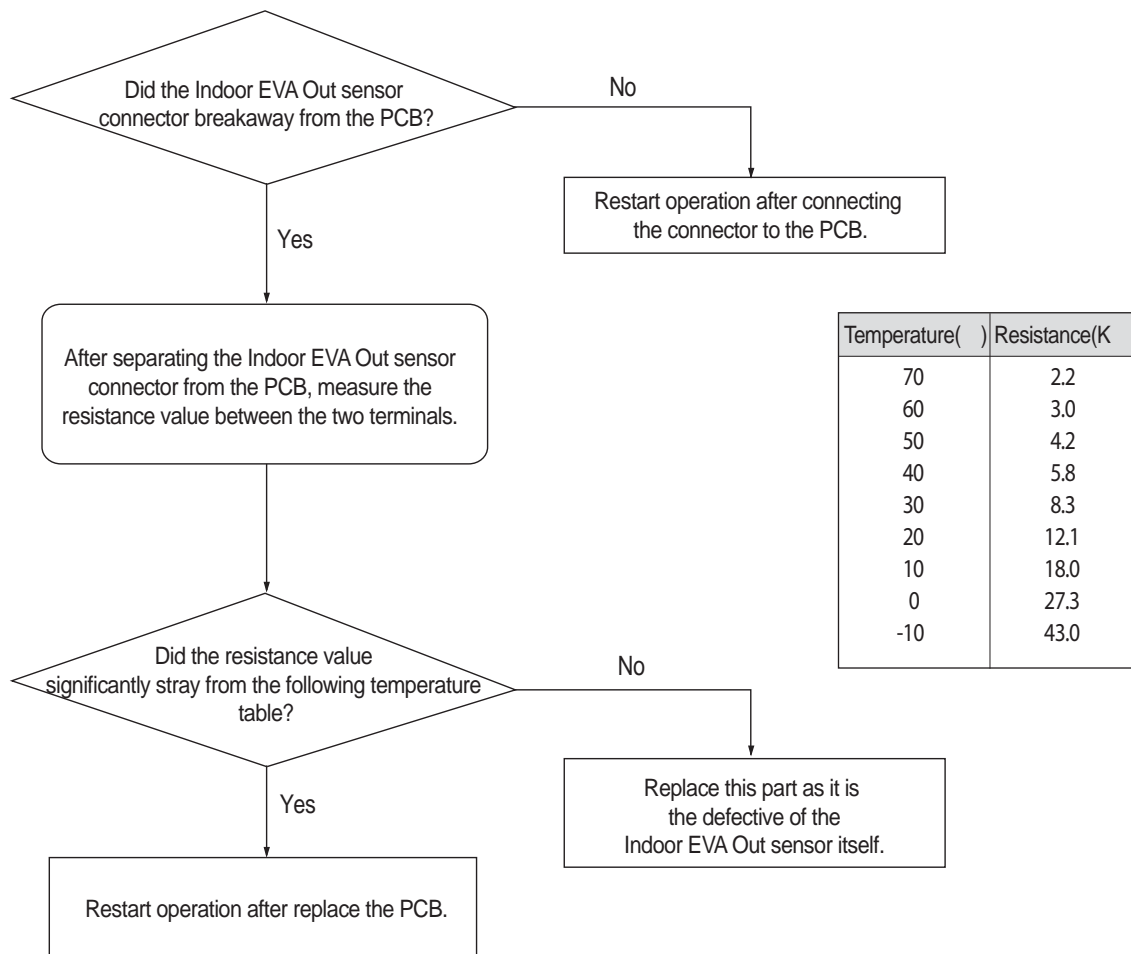 Did the Indoor EVA Out sensor
connector breakaway from the PCB?
No
Restart operation after connecting
the connector to the PCB.
Yes
After separating the Indoor EVA Out sensor
connector from the PCB, measure the
resistance value between the two terminals.
Temperature( ) Resistance(K
70 2.2
60 3.0
50 4.2
40 5.8
30 8.3
20 12.1
10 18.0
0 27.3
-10 43.0
Did the resistance value
significantly stray from the following temperature
table?
No
Replace this part as it is
the defective of the
Indoor EVA Out sensor itself.
Yes
Restart operation after replace the PCB.